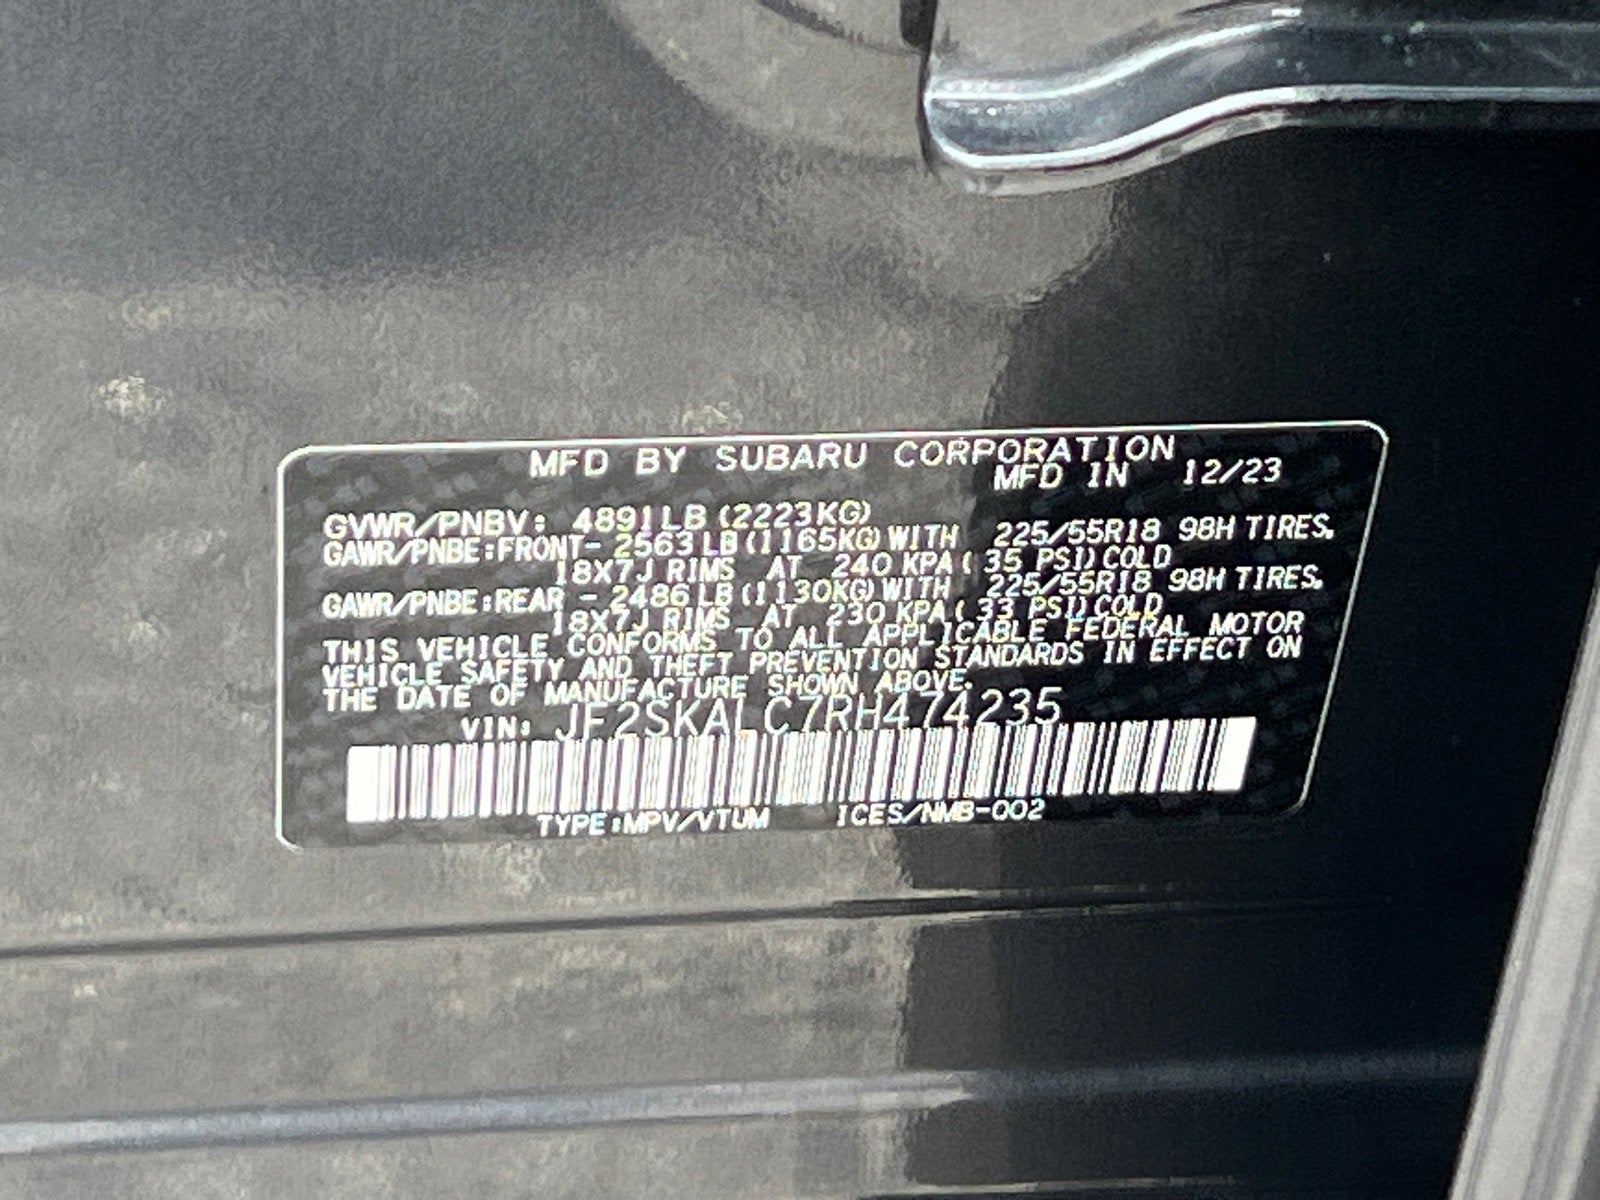 MFD BY SUBARU CORPORATION
MFD IN 12/23
GVWR/PNBV: 4891LB (2223KG)
GAWR/PNBE:FRONT- 2563LB(1165KG)WITH 225/55R18 98H TIRES.
18X7J RIMS AT 240 KPA( 35 PSI)COLD
GAWR/PNBE:REAR - 2486LB(1130KG)WITH 225/55R18 98H TIRES.
18X7J RIMS AT 230 KPA( 33 PSI)COLD
THIS VEHICLE CONFORMS TO ALL APPLICABLE FEDERAL MOTOR
VEHICLE SAFETY AND THEFT PREVENTION STANDARDS IN EFFECT ON
THE DATE OF MANUFACTURE SHOWN ABOVE.
VIN: JF2SKALC7RH474235
TYPE:MPV/VTUM ICES/NMB-002